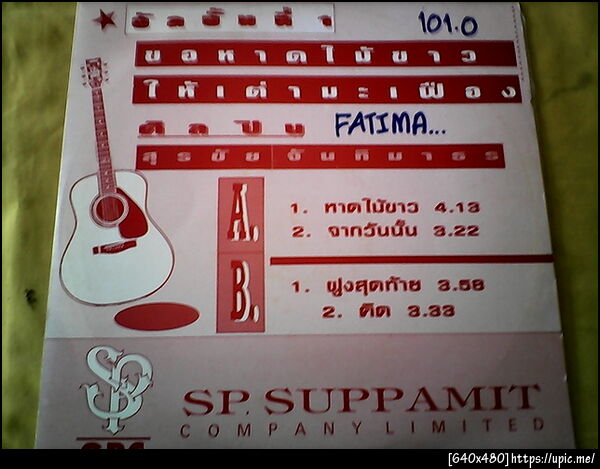 อัลบั้มที่ 1
101.0
ขอหาดไม้ขาว
ให้เต่ามะเฟือง
ศิลปิน FATIMA...
สุรชัย จันทิมาธร
A.
1. หาดไม้ขาว 4.13
2. จากวันนั้น 3.22
B.
1. ฝูงสุดท้าย 3.58
2. คิด 3.33
SP. SUPPAMIT
COMPANY LIMITED
[640x480]https://upic.me/